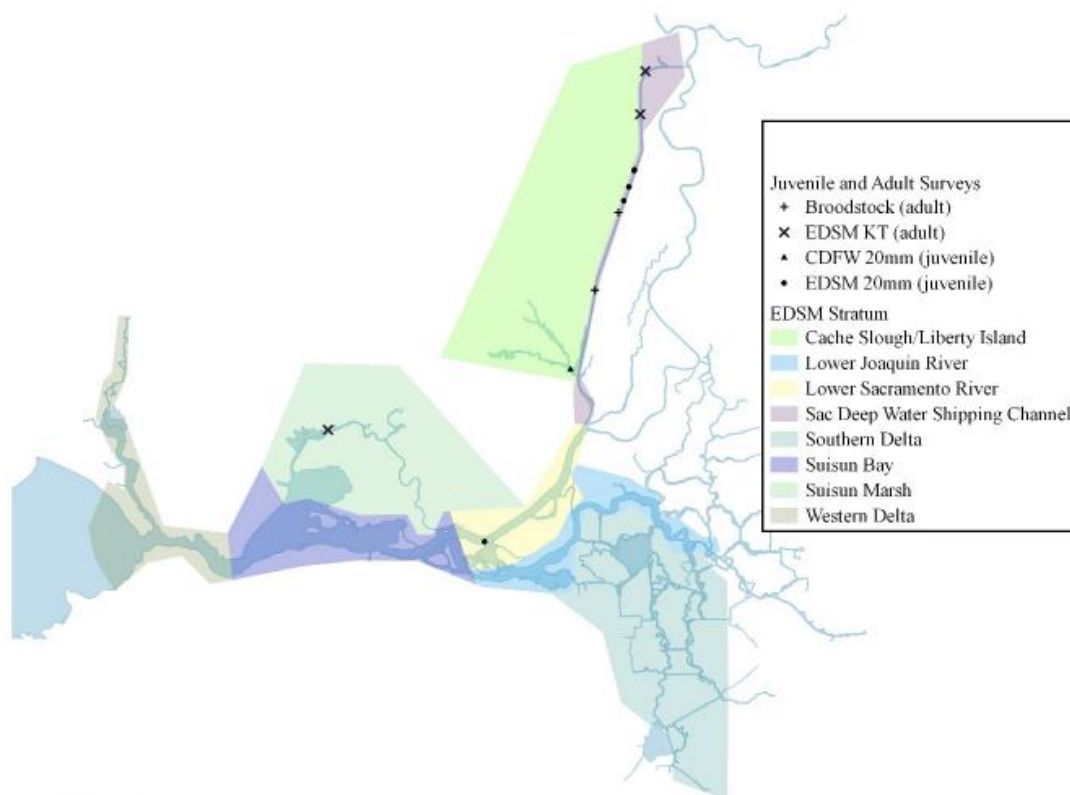 Juvenile and Adult Surveys
Broodstock (adult)
EDSM KT (adult)
CDFW 20mm (juvenile)
EDSM 20mm (juvenile)
EDSM Stratum
Cache Slough/Liberty Island
Lower Joaquin River
Lower Sacramento River
Sac Deep Water Shipping Channel
Southern Delta
Suisun Bay
Suisun Marsh
Western Delta